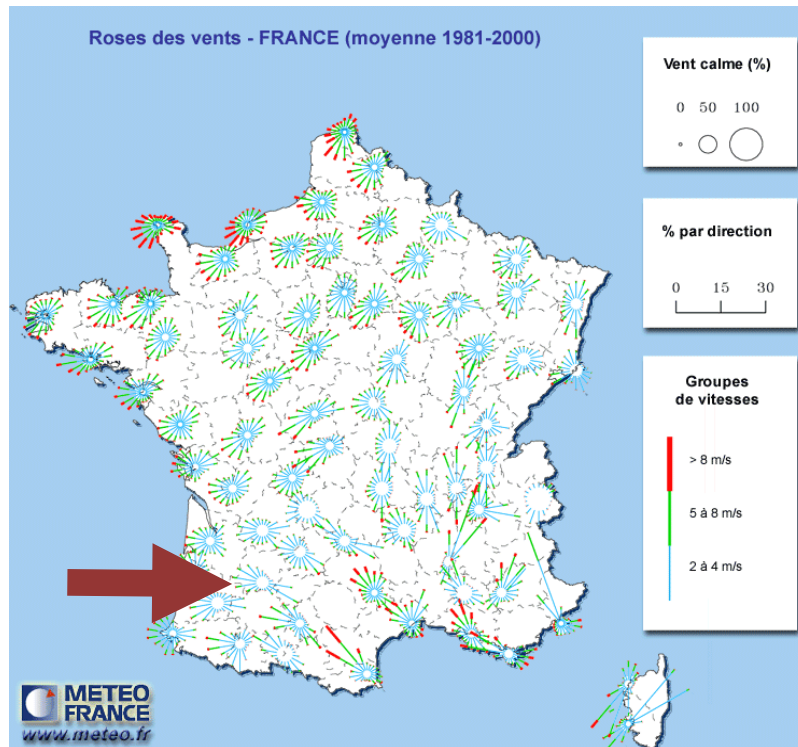 Roses des vents - FRANCE (moyenne 1981-2000)
Vent calme (%)
0 50 100
% par direction
0 15 30
Groupes
de vitesses
> 8 m/s
5 à 8 m/s
2 à 4 m/s
METEO
FRANCE
www.meteo.fr